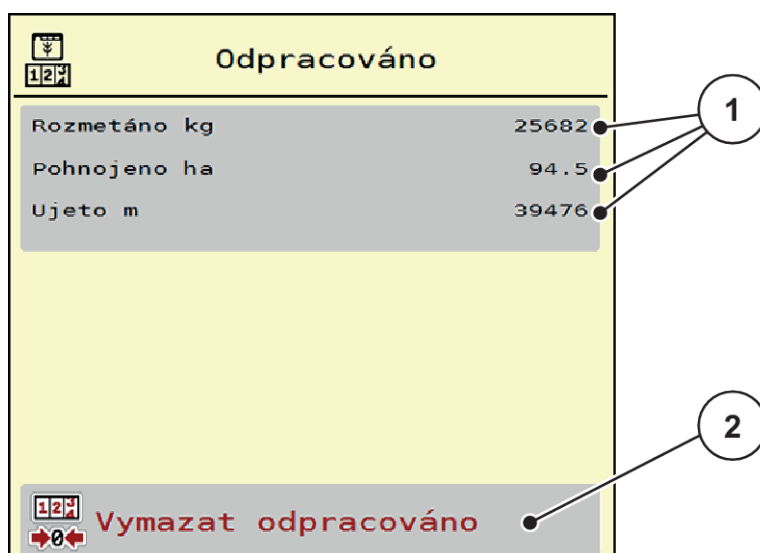 Odpracováno
Rozmetáno kg 25682
Pohnojeno ha 94.5
Ujeto m 39476
1
2
Vymazat odpracováno